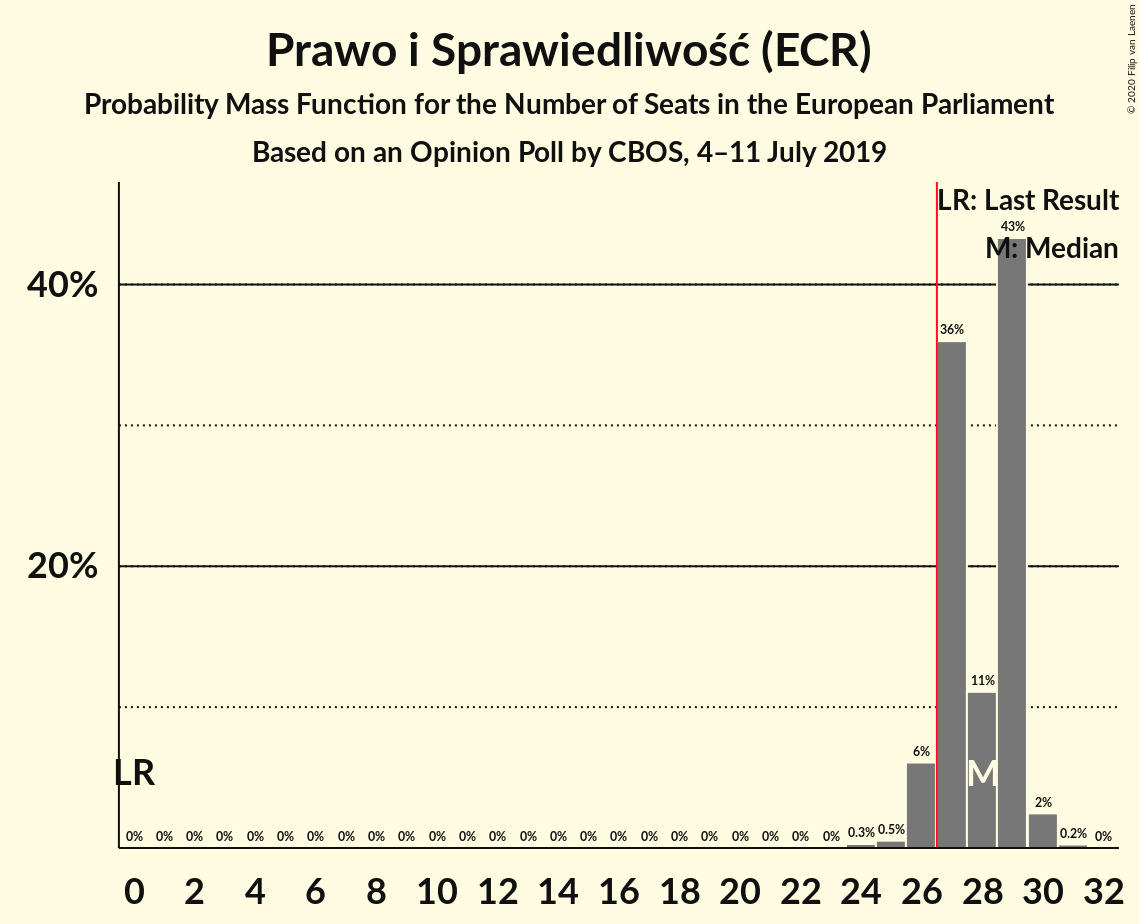 Prawo i Sprawiedliwość (ECR)
Probability Mass Function for the Number of Seats in the European Parliament
Based on an Opinion Poll by CBOS, 4–11 July 2019
© 2020 Filip van Laenen
LR: Last Result
M: Median
43%
40%
36%
20%
11%
6%
LR
M
2%
0% 0% 0% 0% 0% 0% 0% 0% 0% 0% 0% 0% 0% 0% 0% 0% 0% 0% 0% 0% 0% 0% 0% 0% 0.3% 0.5% 0.2% 0%
0 2 4 6 8 10 12 14 16 18 20 22 24 26 28 30 32